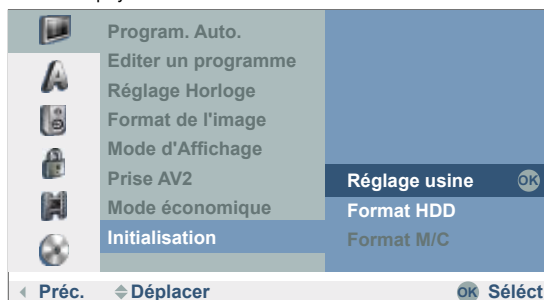 Program. Auto.
Editer un programme
Réglage Horloge
Format de l'image
Mode d'Affichage
Prise AV2
Mode économique
Initialisation
Réglage usine OK
Format HDD
Format M/C
Préc. Déplacer OK Séléct